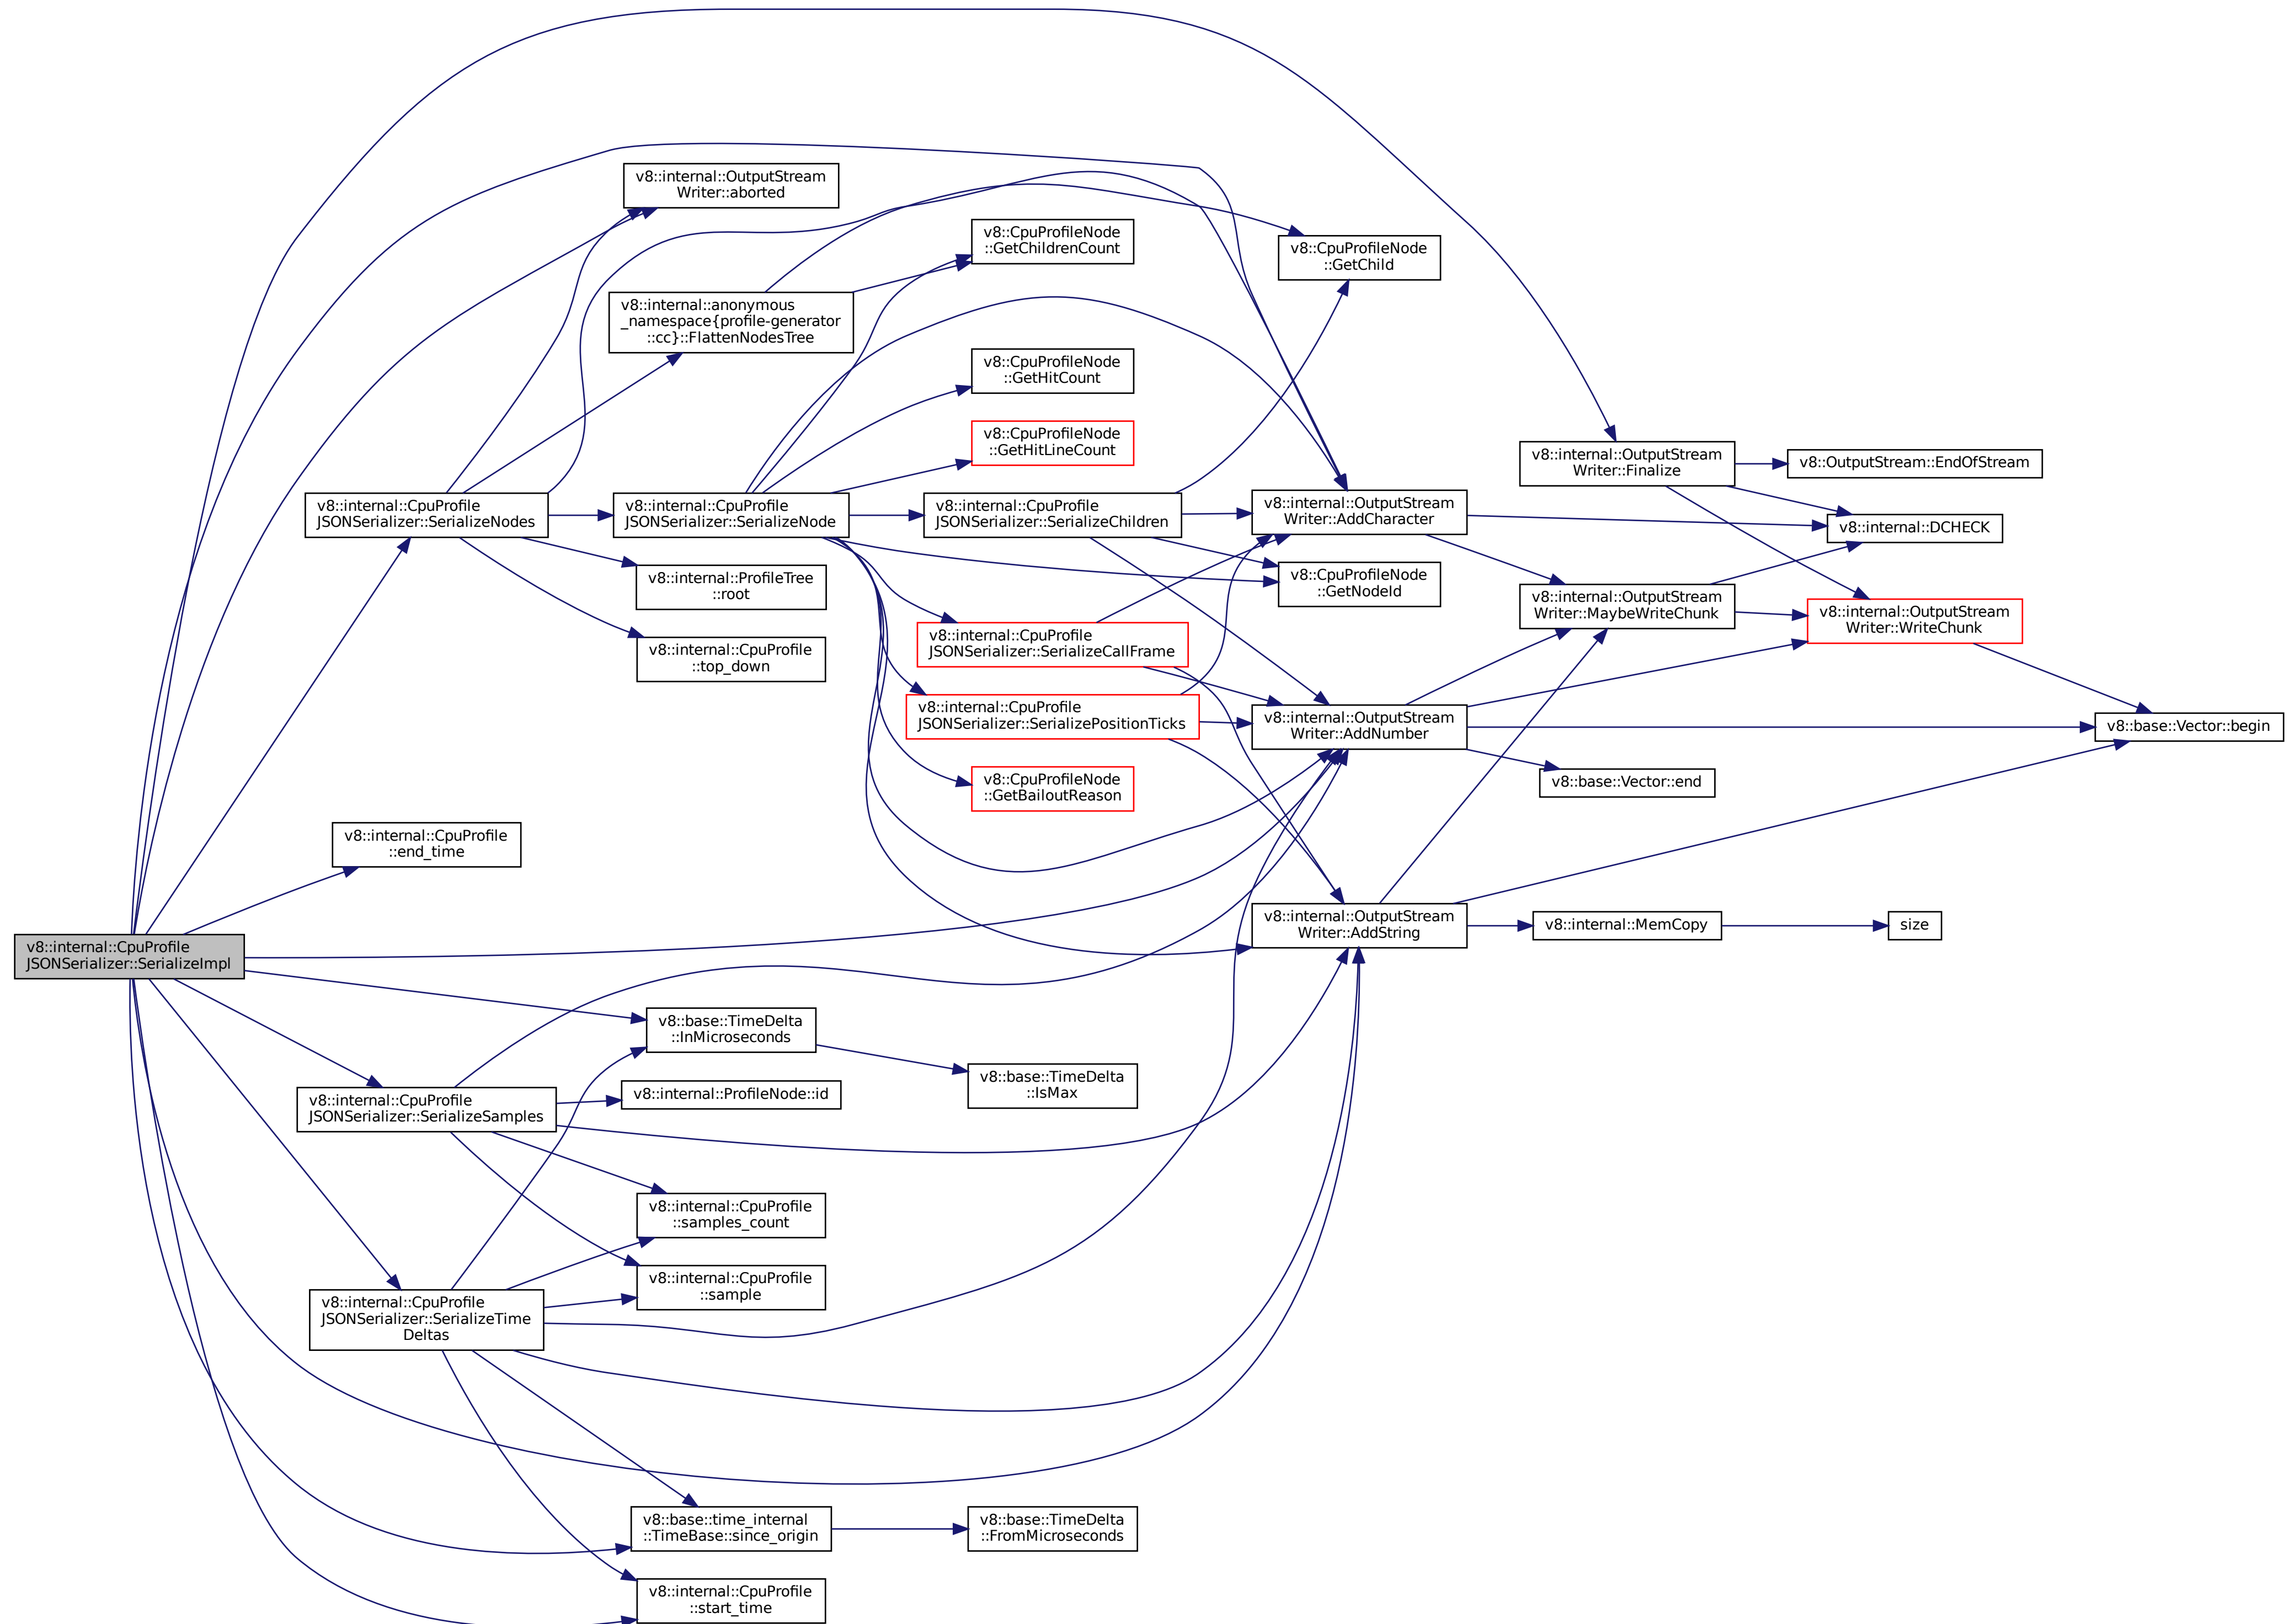 v8::internal::CpuProfile
JSONSerializer::SerializeImpl
v8::internal::CpuProfile
JSONSerializer::SerializeNodes
v8::internal::CpuProfile
::end_time
v8::internal::CpuProfile
JSONSerializer::SerializeSamples
v8::internal::CpuProfile
JSONSerializer::SerializeTime
Deltas
v8::internal::OutputStream
Writer::aborted
v8::internal::anonymous
_namespace{profile-generator
::cc}::FlattenNodesTree
v8::internal::CpuProfile
JSONSerializer::SerializeNode
v8::internal::ProfileTree
::root
v8::internal::CpuProfile
::top_down
v8::base::TimeDelta
::InMicroseconds
v8::internal::ProfileNode::id
v8::internal::CpuProfile
::samples_count
v8::internal::CpuProfile
::sample
v8::base::time_internal
::TimeBase::since_origin
v8::internal::CpuProfile
::start_time
v8::CpuProfileNode
::GetChildrenCount
v8::CpuProfileNode
::GetHitCount
v8::CpuProfileNode
::GetHitLineCount
v8::internal::CpuProfile
JSONSerializer::SerializeChildren
v8::internal::CpuProfile
JSONSerializer::SerializeCallFrame
v8::internal::CpuProfile
JSONSerializer::SerializePositionTicks
v8::CpuProfileNode
::GetBailoutReason
v8::base::TimeDelta
::IsMax
v8::base::TimeDelta
::FromMicroseconds
v8::CpuProfileNode
::GetChild
v8::internal::OutputStream
Writer::AddCharacter
v8::CpuProfileNode
::GetNodeId
v8::internal::OutputStream
Writer::AddNumber
v8::internal::OutputStream
Writer::AddString
v8::internal::OutputStream
Writer::Finalize
v8::internal::OutputStream
Writer::MaybeWriteChunk
v8::base::Vector::end
v8::internal::MemCopy
v8::OutputStream::EndOfStream
v8::internal::DCHECK
v8::internal::OutputStream
Writer::WriteChunk
size
v8::base::Vector::begin